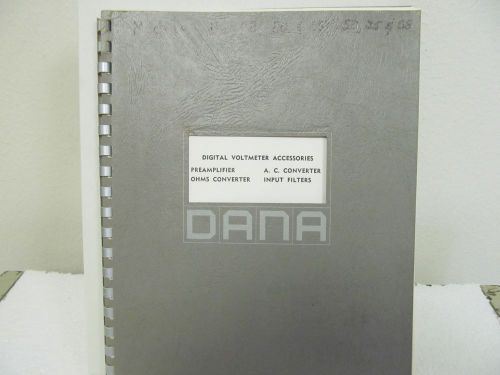 DIGITAL VOLTMETER ACCESSORIES
PREAMPLIFIER A. C. CONVERTER
OHMS CONVERTER INPUT FILTERS
DANA